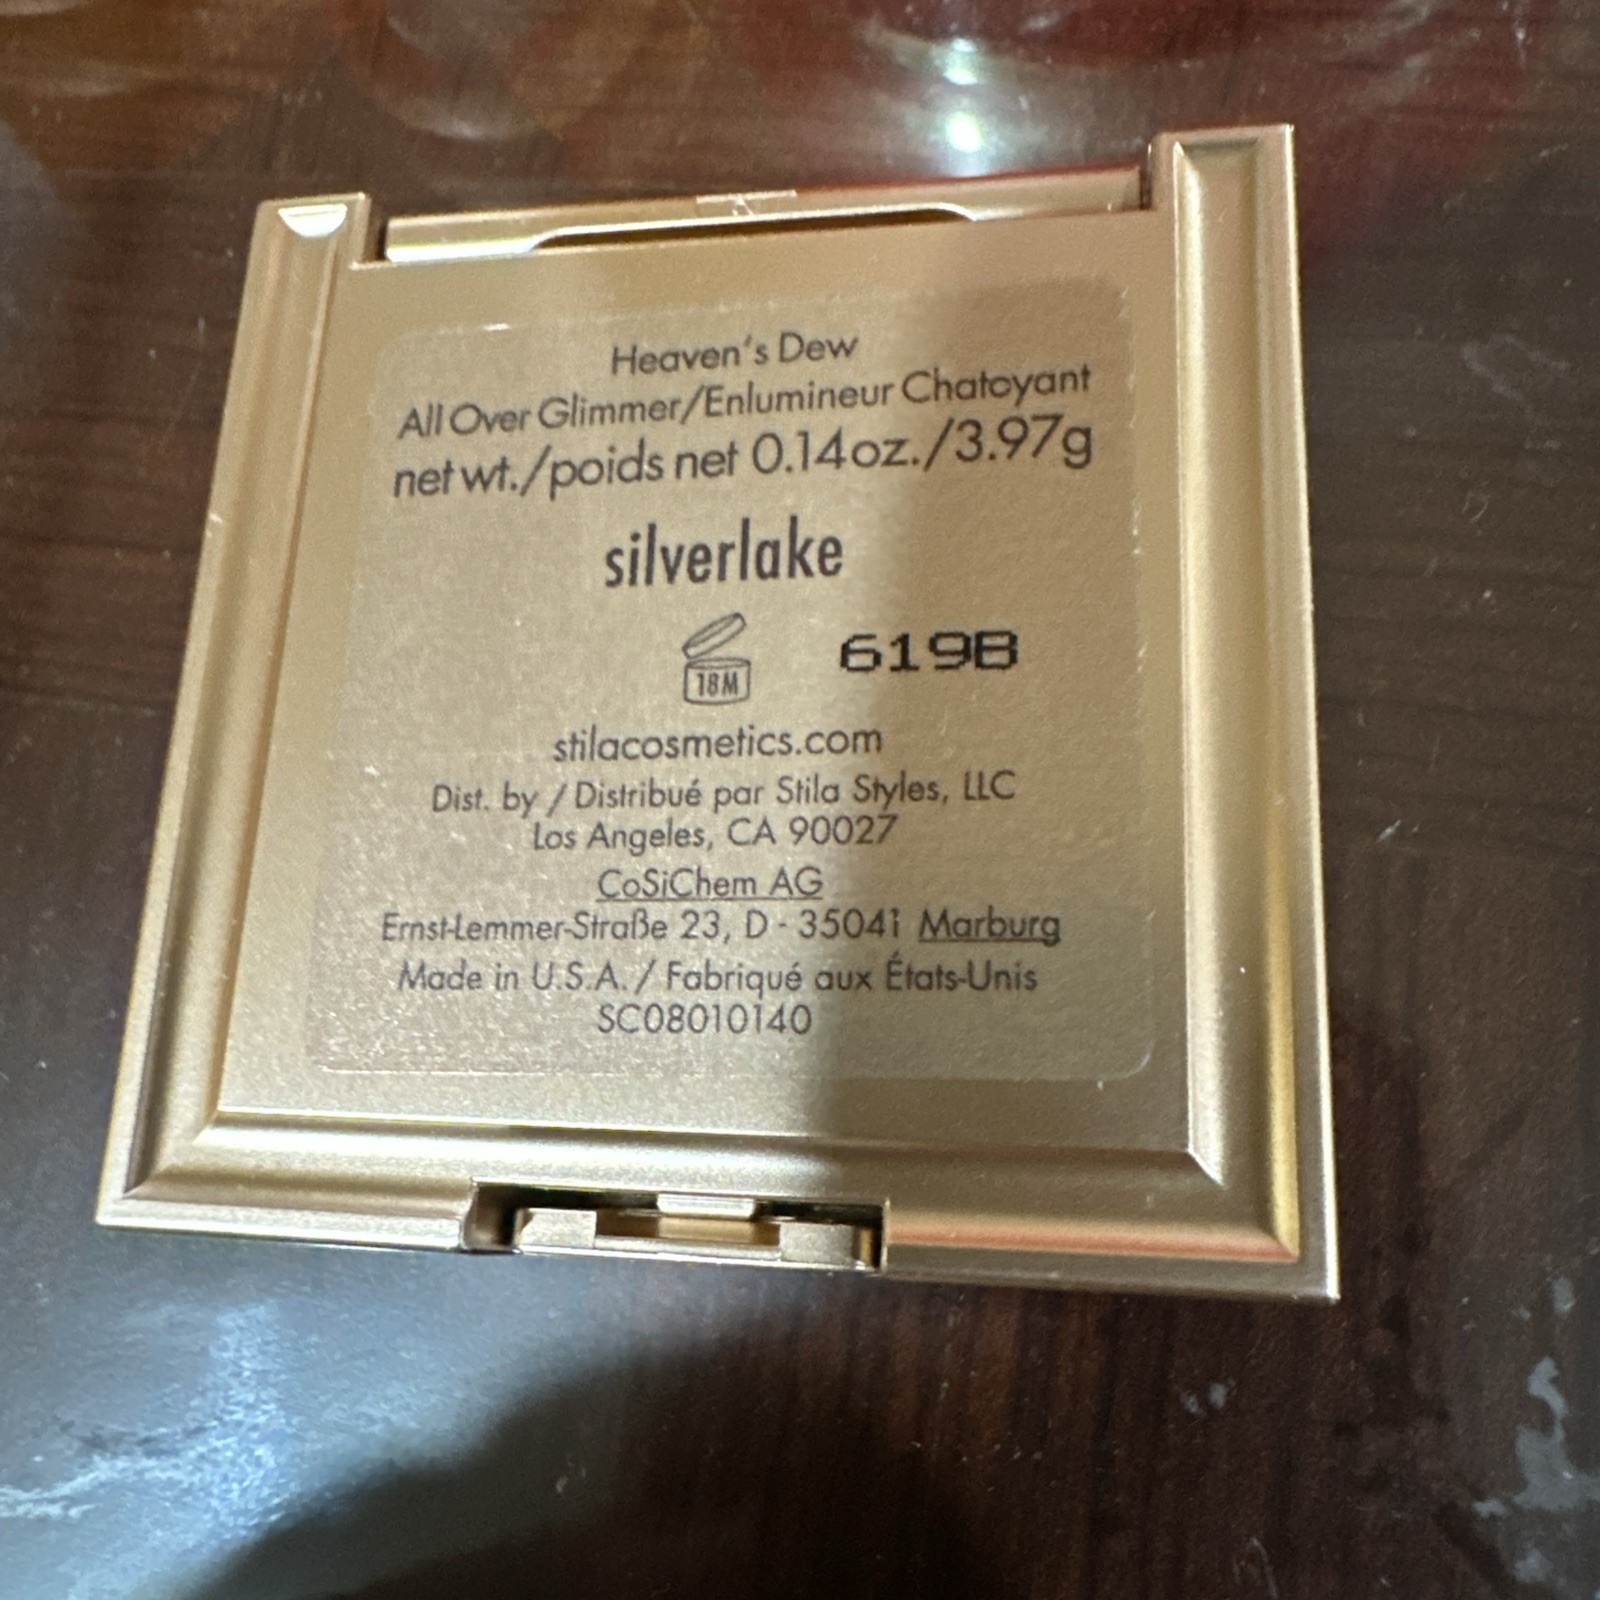 Heaven's Dew
All Over Glimmer/Enlumineur Chatoyant
net wt./poids net 0.14oz./3.97g
silverlake
18M
619B
stilacosmetics.com
Dist. by / Distribué par Stila Styles, LLC
Los Angeles, CA 90027
CoSiChem AG
Ernst-Lemmer-Straße 23, D - 35041 Marburg
Made in U.S.A. / Fabriqué aux États-Unis
SC08010140